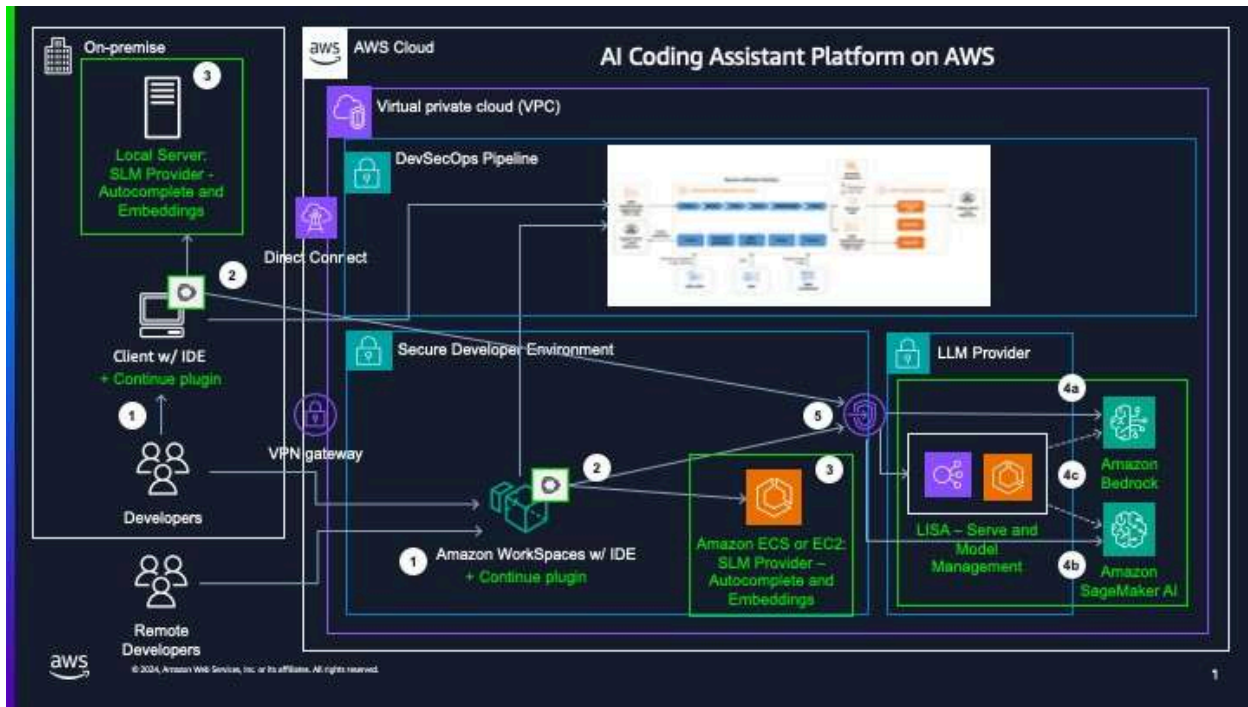 On-premise
3
Local Server:
SLM Provider -
Autocomplete and
Embeddings
2
Client w/ IDE
+ Continue plugin
1
Developers
Remote
Developers
aws
AWS Cloud
AI Coding Assistant Platform on AWS
Virtual private cloud (VPC)
DevSecOps Pipeline
Direct Connect
VPN gateway
Secure Developer Environment
5
2
1
Amazon WorkSpaces w/ IDE
+ Continue plugin
3
Amazon ECS or EC2:
SLM Provider –
Autocomplete and
Embeddings
LLM Provider
4a
Amazon
Bedrock
4c
LISA – Serve and
Model
Management
4b
Amazon
SageMaker AI
aws
© 2024, Amazon Web Services, Inc. or its affiliates. All rights reserved.
1